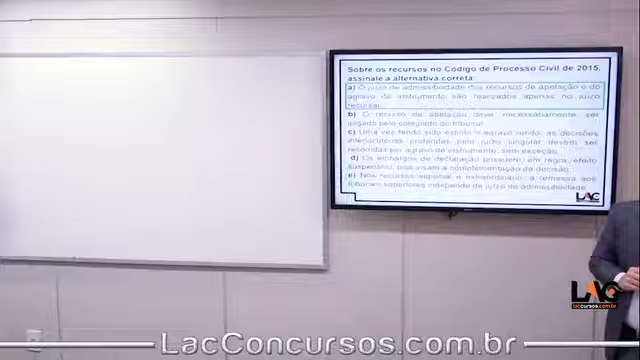 Sobre os recursos no Código de Processo Civil de 2015,
assinale a alternativa correta:
a) O juízo de admissibilidade dos recursos de apelação e do
agravo de instrumento são realizados apenas no juízo
recursal.
b) O recurso de apelação deve necessariamente ser
julgado pelo colegiado do tribunal.
c) Uma vez tendo sido extinto o agravo retido, as decisões
interlocutórias proferidas pelo juízo singular devem ser
recorridas por agravo de instrumento, sem exceção.
d) Os embargos de declaração possuem, em regra, efeito
suspensivo, pois visam a complementação da decisão.
e) Nos recursos especial e extraordinário, a remessa aos
tribunais superiores independe de juízo de admissibilidade.
LAC
LAC
laccursos.com.br
LacConcursos.com.br